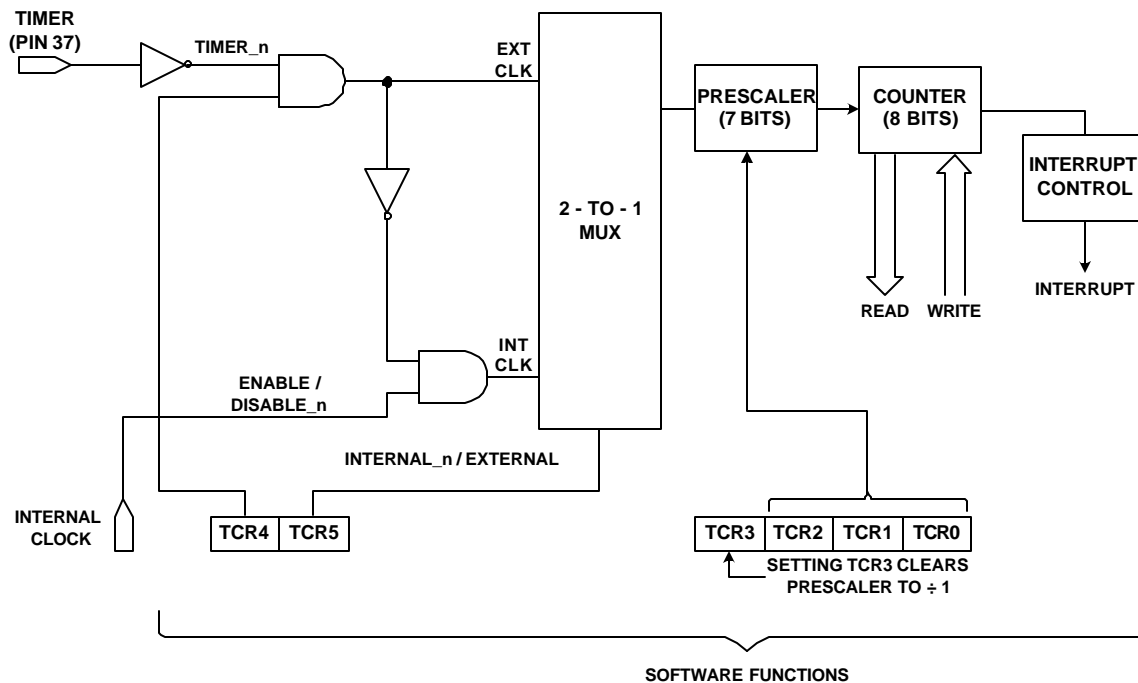 TIMER
(PIN 37)
TIMER_n
EXT
CLK
2 - TO - 1
MUX
PRESCALER
(7 BITS)
COUNTER
(8 BITS)
INTERRUPT
CONTROL
INTERRUPT
READ
WRITE
INT
CLK
ENABLE /
DISABLE_n
INTERNAL_n / EXTERNAL
INTERNAL
CLOCK
TCR4
TCR5
TCR3
TCR2
TCR1
TCR0
SETTING TCR3 CLEARS
PRESCALER TO ÷ 1
SOFTWARE FUNCTIONS